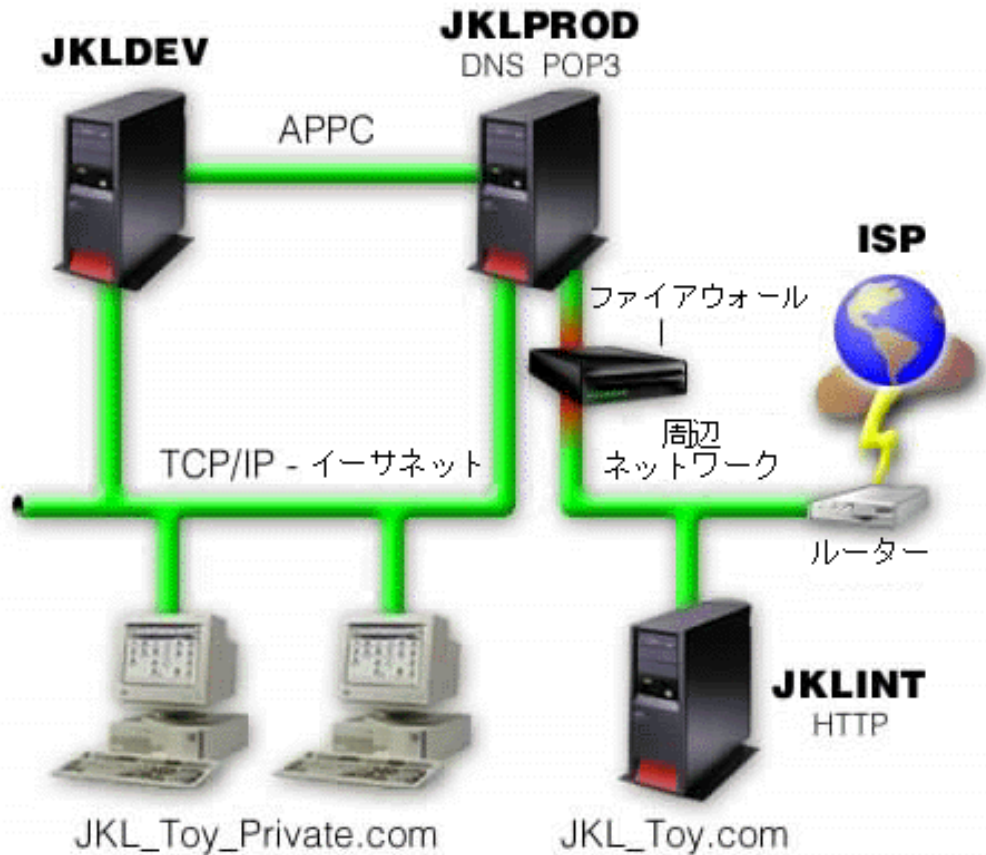 JKLDEV
JKLPROD
DNS POP3
APPC
ISP
ファイアウォール
周辺
ネットワーク
TCP/IP - イーサネット
ルーター
JKLINT
HTTP
JKL_Toy_Private.com
JKL_Toy.com